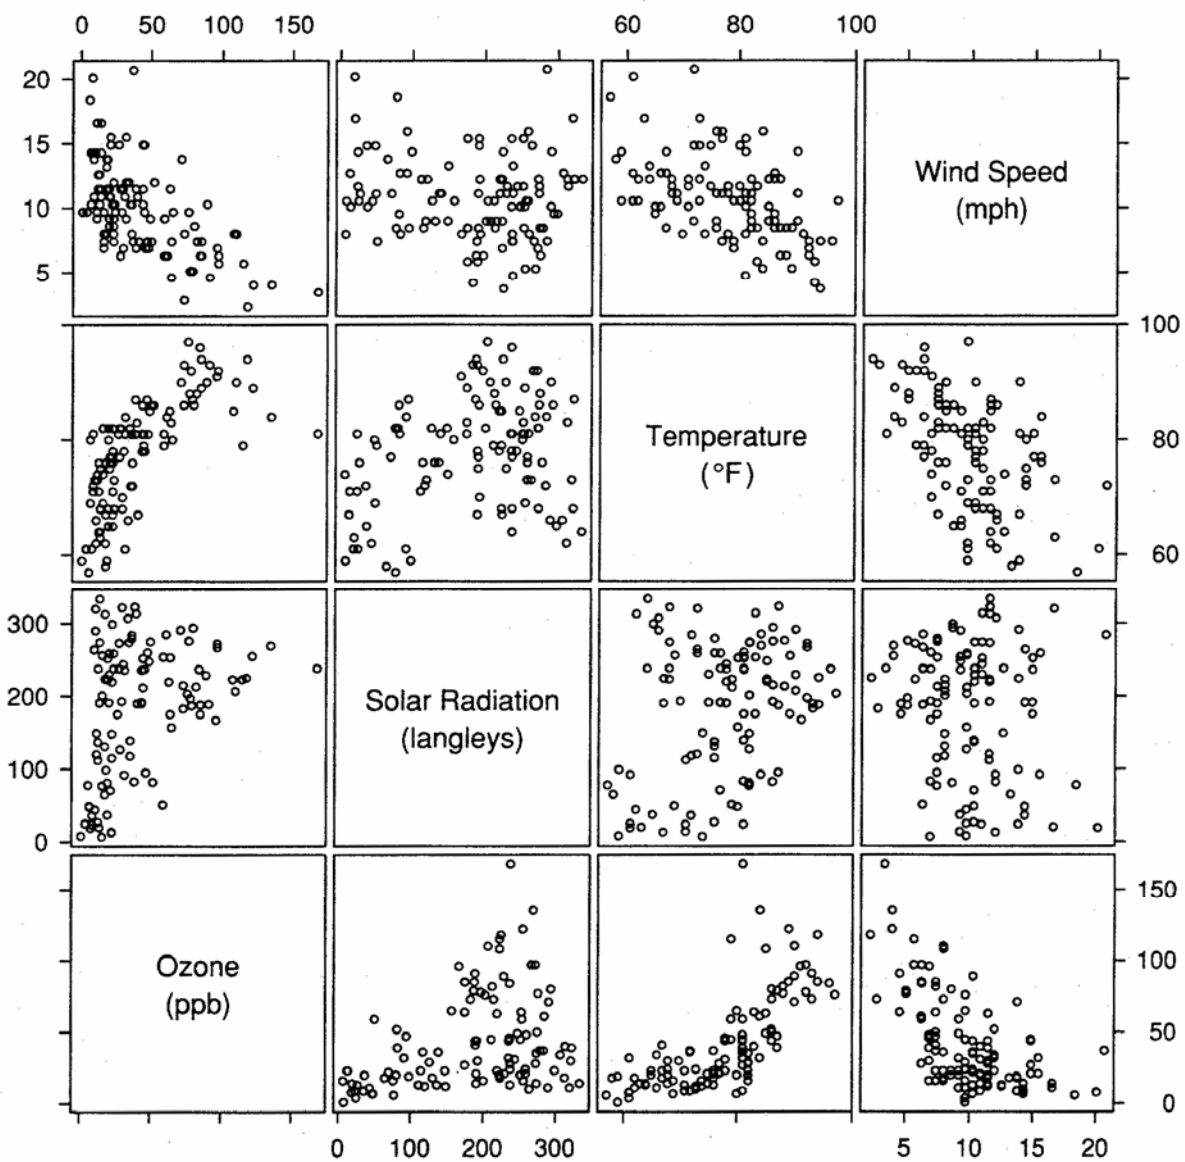 0 50 100 150 60 80 100
20
15
10
5
Wind Speed
(mph)
100
80
60
Temperature
(°F)
300
200
100
0
Solar Radiation
(langleys)
150
100
50
0
Ozone
(ppb)
0 100 200 300 5 10 15 20